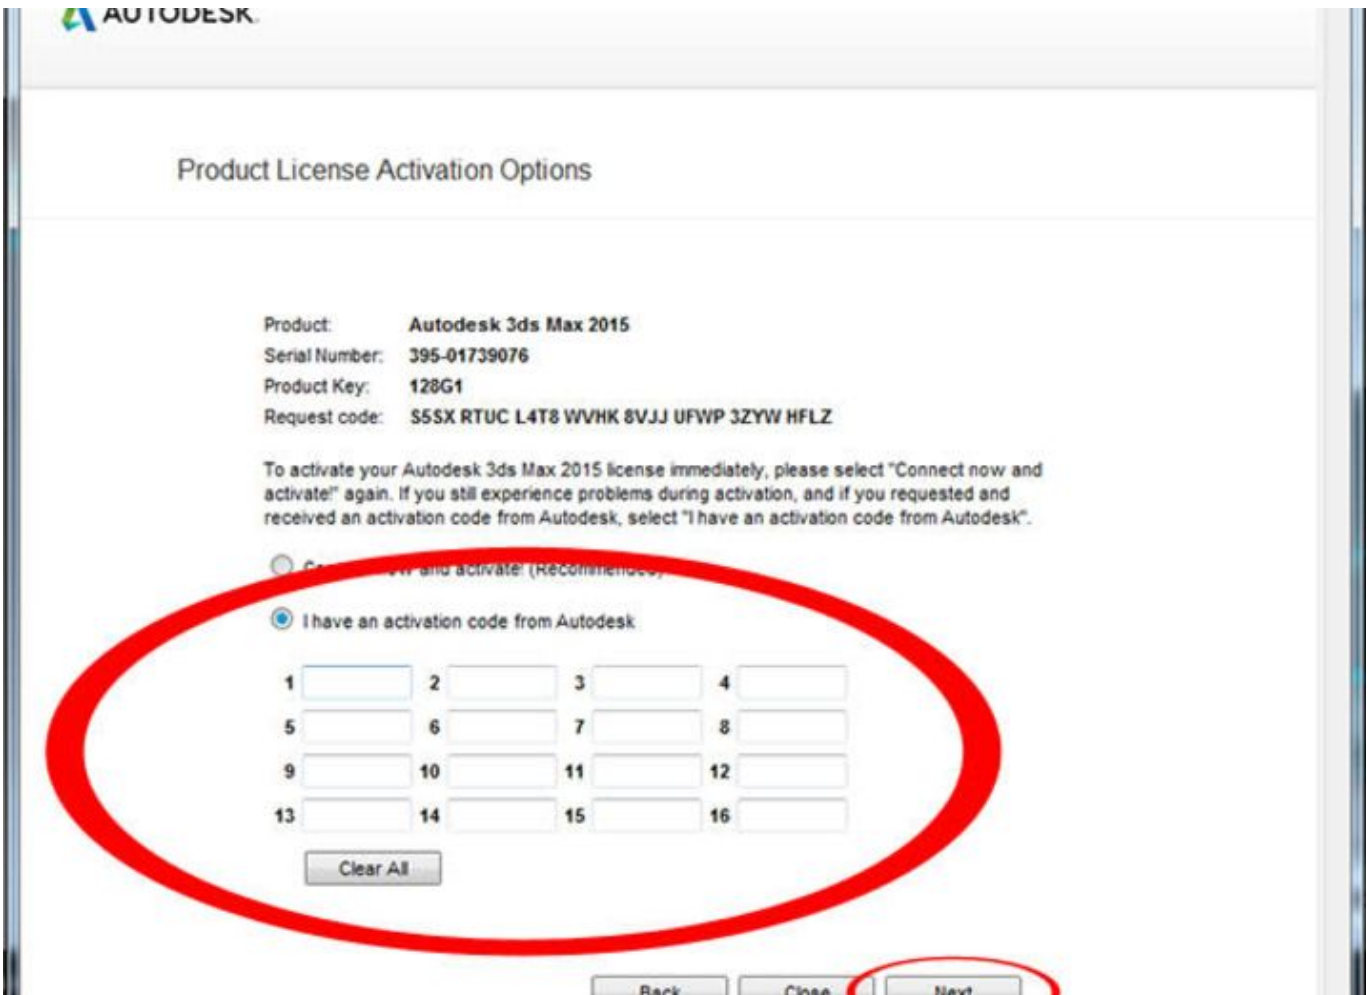 AUTODESK.
Product License Activation Options
Product: Autodesk 3ds Max 2015
Serial Number: 395-01739076
Product Key: 128G1
Request code: S5SX RTUC L4T8 WVHK 8VJJ UFWP 3ZYW HFLZ
To activate your Autodesk 3ds Max 2015 license immediately, please select "Connect now and
activate!" again. If you still experience problems during activation, and if you requested and
received an activation code from Autodesk, select "I have an activation code from Autodesk".
and activate! (Recommended)
I have an activation code from Autodesk
1 2 3 4
5 6 7 8
9 10 11 12
13 14 15 16
Clear All
Back Close Next